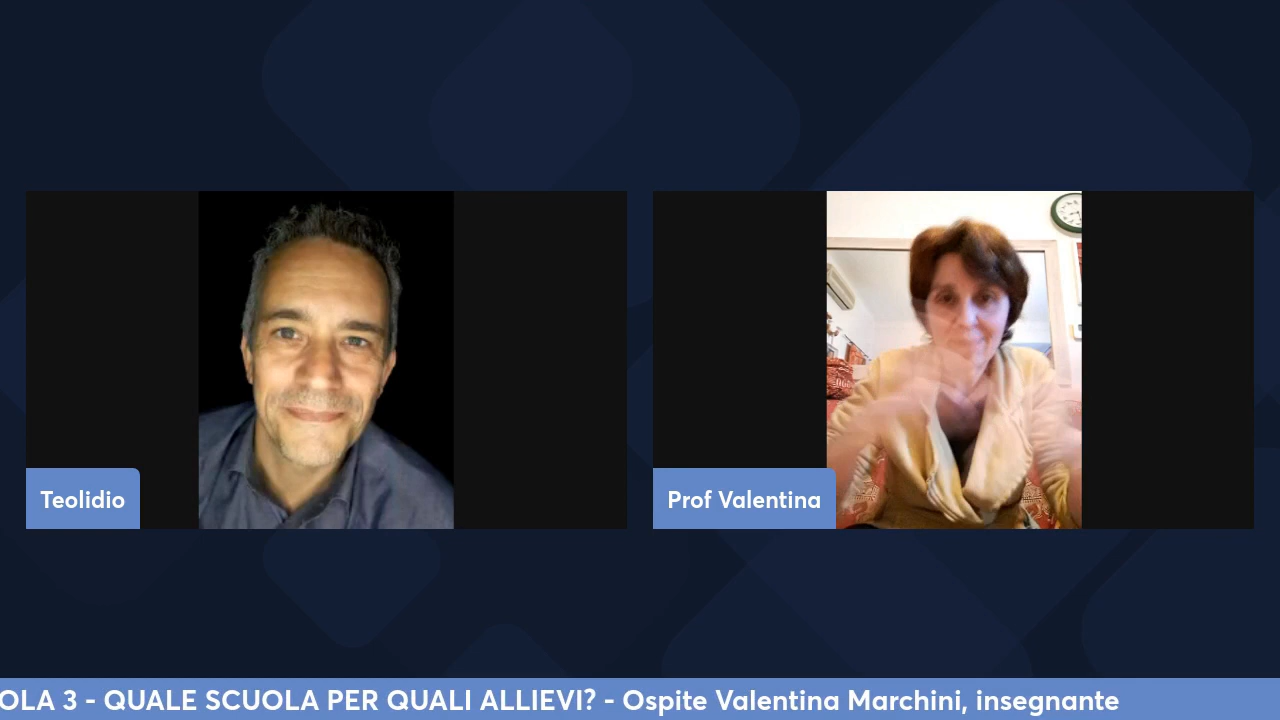 Teolidio
Prof Valentina
OLA 3 - QUALE SCUOLA PER QUALI ALLIEVI? - Ospite Valentina Marchini, insegnante